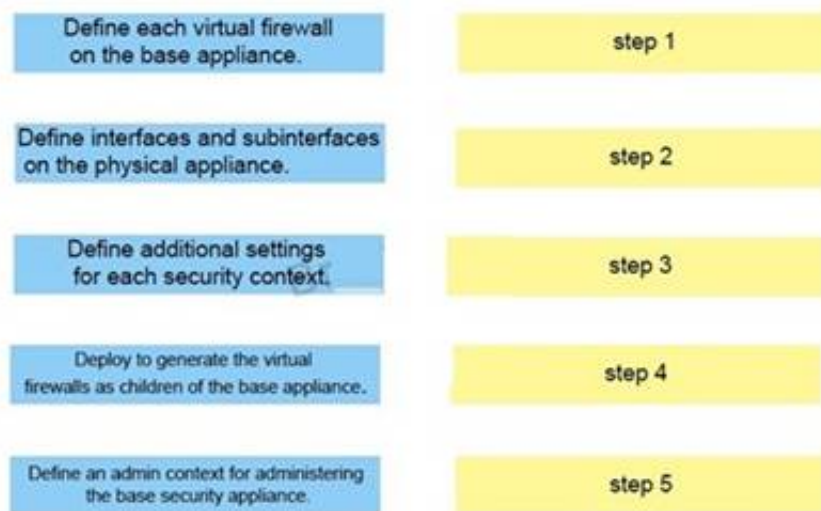 Define each virtual firewall
on the base appliance.
step 1
Define interfaces and subinterfaces
on the physical appliance.
step 2
Define additional settings
for each security context.
step 3
Deploy to generate the virtual
firewalls as children of the base appliance.
step 4
Define an admin context for administering
the base security appliance.
step 5